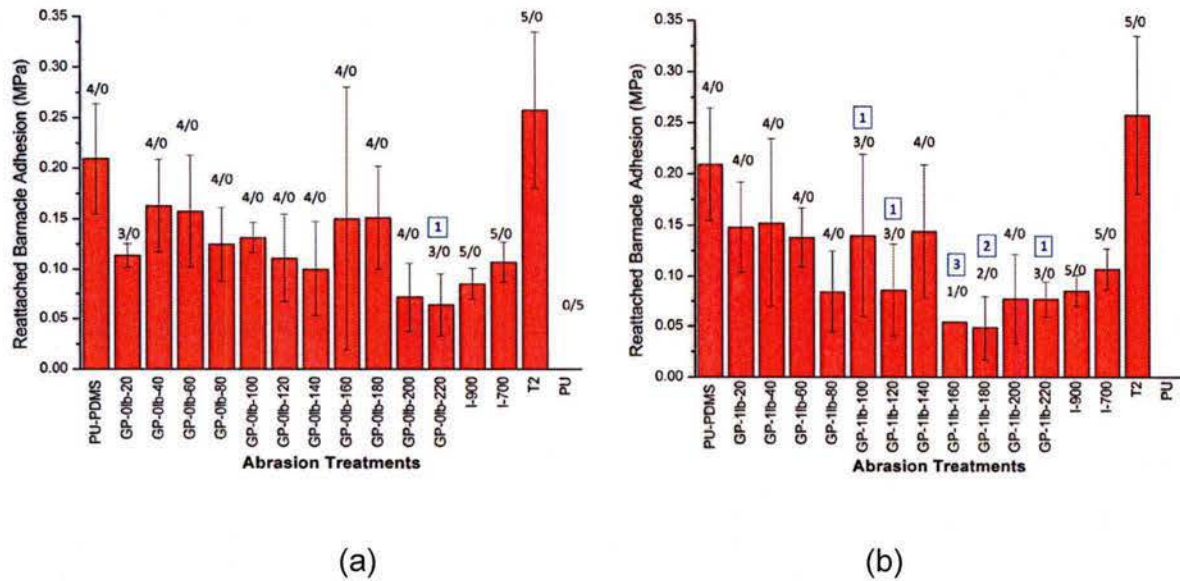 0.35
0.30
0.25
0.20
0.15
0.10
0.05
0.00
Reattached Barnacle Adhesion (MPa)
4/0
3/0
4/0
4/0
4/0
4/0
4/0
4/0
4/0
4/0
4/0
1
3/0
5/0
5/0
5/0
0/5
PU-PDMS
GP-0lb-20
GP-0lb-40
GP-0lb-60
GP-0lb-80
GP-0lb-100
GP-0lb-120
GP-0lb-140
GP-0lb-160
GP-0lb-180
GP-0lb-200
GP-0lb-220
I-900
I-700
T2
PU
Abrasion Treatments
(a)
0.35
0.30
0.25
0.20
0.15
0.10
0.05
0.00
Reattached Barnacle Adhesion (MPa)
4/0
4/0
4/0
4/0
4/0
1
3/0
1
3/0
4/0
3
1/0
2
2/0
4/0
1
3/0
5/0
5/0
5/0
PU-PDMS
GP-1lb-20
GP-1lb-40
GP-1lb-60
GP-1lb-80
GP-1lb-100
GP-1lb-120
GP-1lb-140
GP-1lb-160
GP-1lb-180
GP-1lb-200
GP-1lb-220
I-900
I-700
T2
PU
Abrasion Treatments
(b)